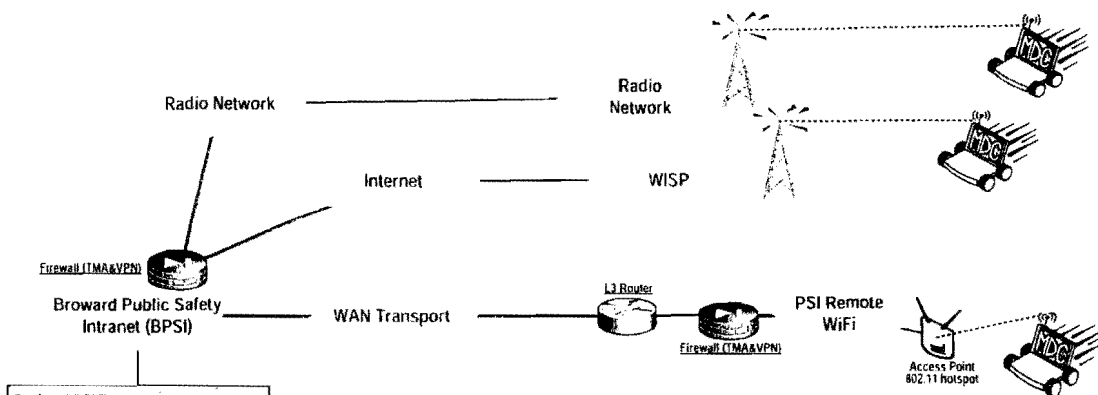 MDC
Radio Network
Radio
Network
MDC
Internet
WISP
Firewall (TMA&VPN)
L3 Router
Broward Public Safety
Intranet (BPSI)
WAN Transport
PSI Remote
WiFi
MDC
Firewall (TMA&VPN)
Access Point
802.11 hotspot